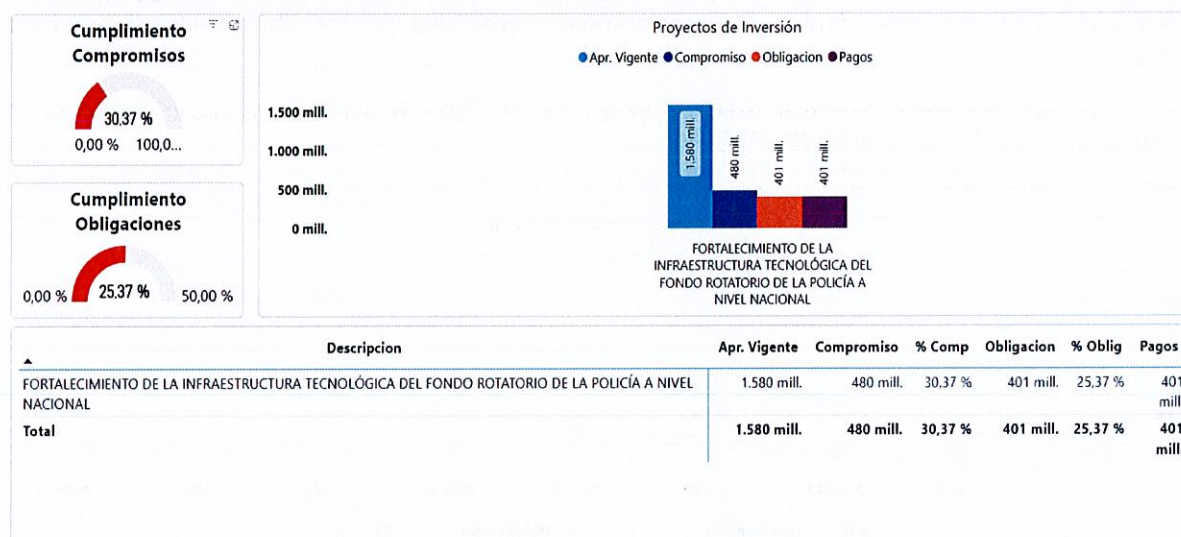 Cumplimiento
Compromisos
30,37 %
0,00 % 100,0...
Cumplimiento
Obligaciones
25,37 %
0,00 % 50,00 %
Proyectos de Inversión
Apr. Vigente Compromiso Obligacion Pagos
1.500 mill.
1.000 mill.
500 mill.
0 mill.
1.580 mill.
480 mill.
401 mill.
401 mill.
FORTALECIMIENTO DE LA
INFRAESTRUCTURA TECNOLÓGICA DEL
FONDO ROTATORIO DE LA POLICÍA A
NIVEL NACIONAL
Descripcion Apr. Vigente Compromiso % Comp Obligacion % Oblig Pagos
FORTALECIMIENTO DE LA INFRAESTRUCTURA TECNOLÓGICA DEL FONDO ROTATORIO DE LA POLICÍA A NIVEL 1.580 mill. 480 mill. 30,37 % 401 mill. 25,37 % 401
NACIONAL mill.
Total 1.580 mill. 480 mill. 30,37 % 401 mill. 25,37 % 401
mill.